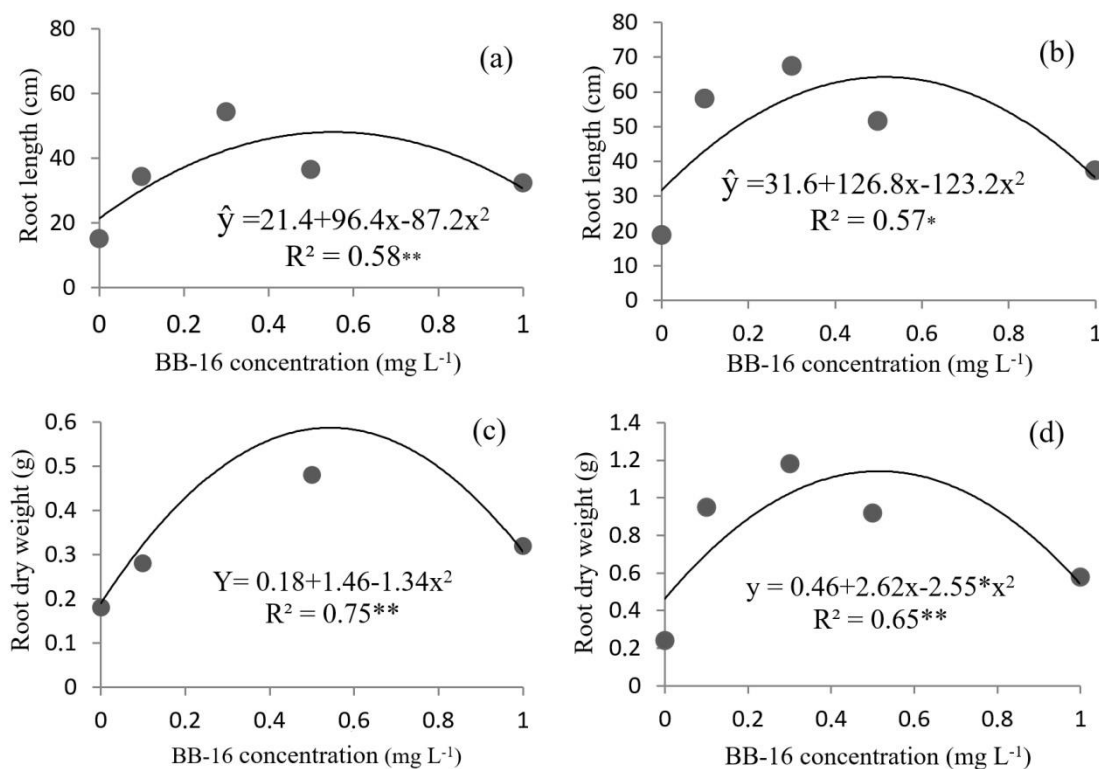 (a)
Root length (cm)
80
60
40
20
0
ŷ =21.4+96.4x-87.2x²
R² = 0.58**
0 0.2 0.4 0.6 0.8 1
BB-16 concentration (mg L⁻¹)
(b)
Root length (cm)
80
70
60
50
40
30
20
10
0
ŷ =31.6+126.8x-123.2x²
R² = 0.57*
0 0.2 0.4 0.6 0.8 1
BB-16 concentration (mg L⁻¹)
(c)
Root dry weight (g)
0.6
0.5
0.4
0.3
0.2
0.1
0
Y= 0.18+1.46-1.34x²
R² = 0.75**
0 0.2 0.4 0.6 0.8 1
BB-16 concentration (mg L⁻¹)
(d)
Root dry weight (g)
1.4
1.2
1
0.8
0.6
0.4
0.2
0
y = 0.46+2.62x-2.55*x²
R² = 0.65**
0 0.2 0.4 0.6 0.8 1
BB-16 concentration (mg L⁻¹)